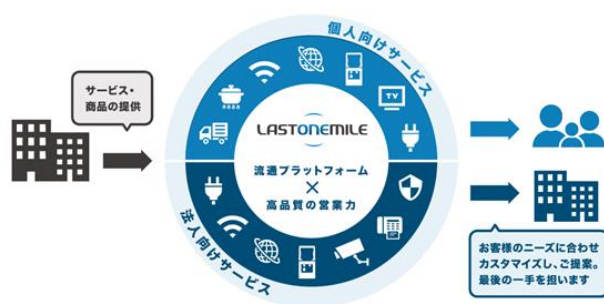 サービス・
商品の提供
個人向けサービス
TV
LASTONEMILE
流通プラットフォーム
×
高品質の営業力
法人向けサービス
お客様のニーズに合わせ
カスタマイズし、ご提案。
最後の一手を担います